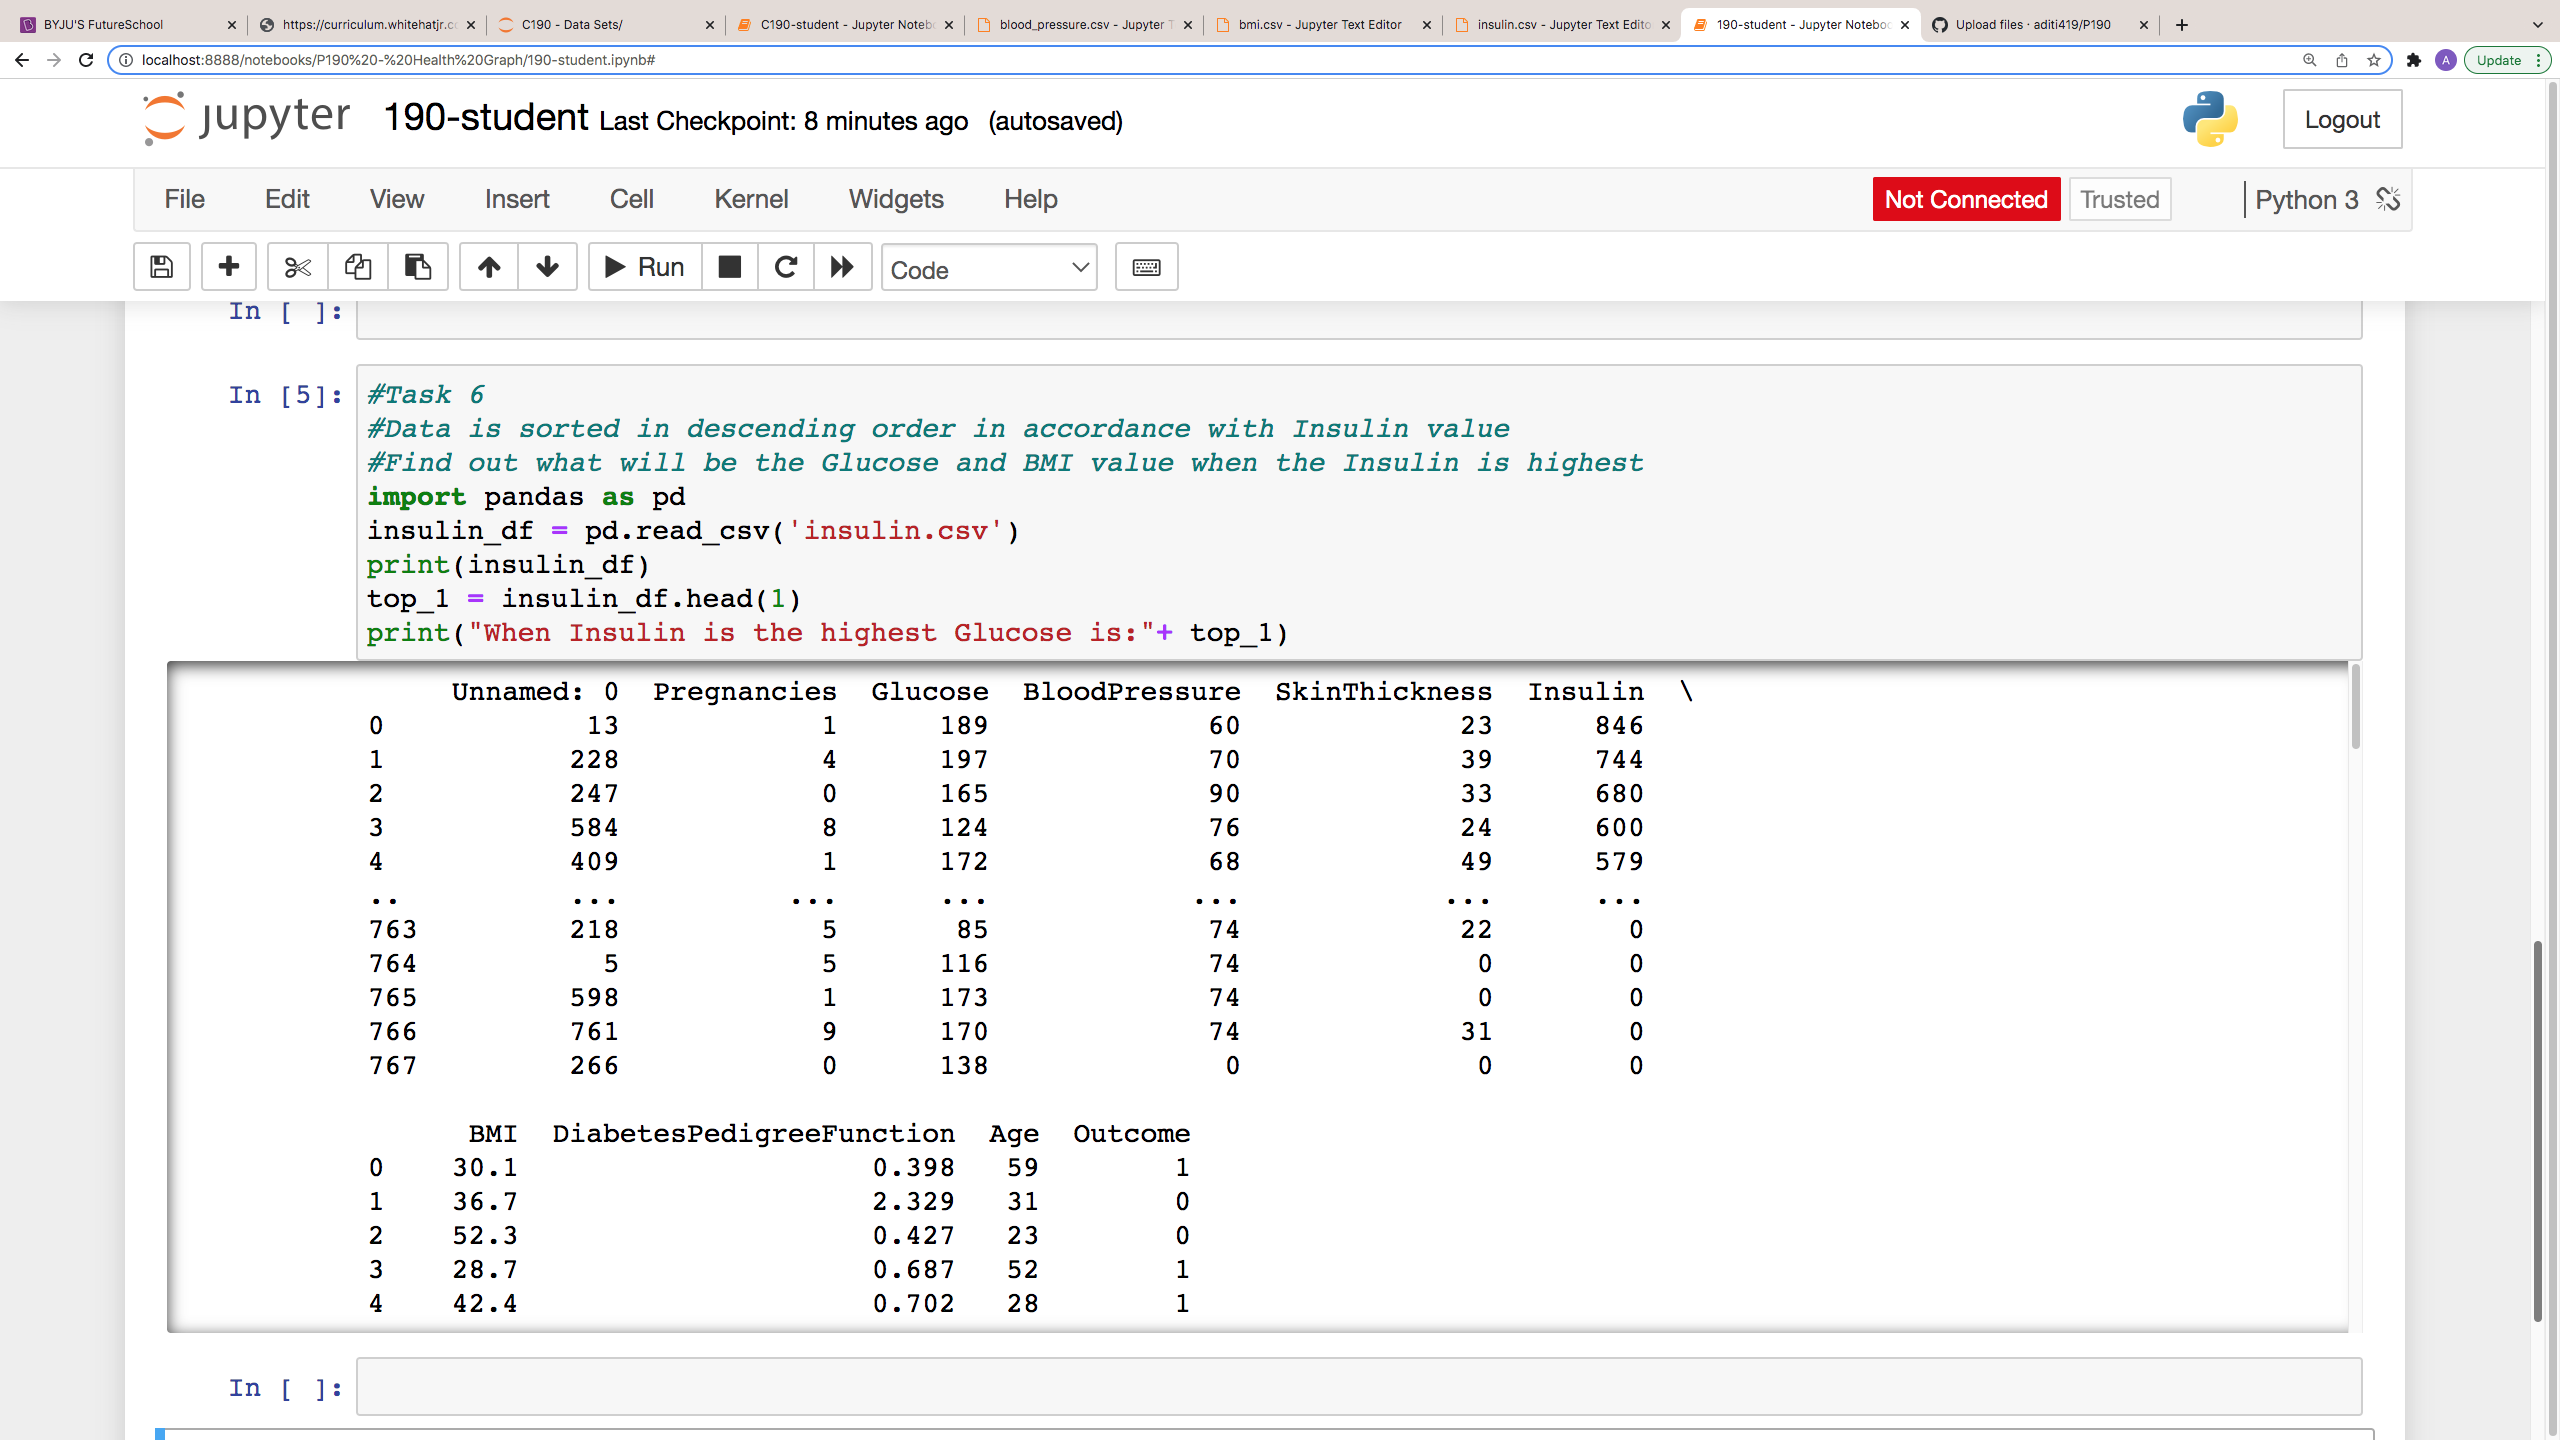 BYJU'S FutureSchool
https://curriculum.whitehatjr.c
C190 - Data Sets/
C190-student - Jupyter Noteb
blood_pressure.csv - Jupyter T
bmi.csv - Jupyter Text Editor
insulin.csv - Jupyter Text Edito
190-student - Jupyter Noteboo
Upload files · aditi419/P190
localhost:8888/notebooks/P190%20-%20Health%20Graph/190-student.ipynb#
A
Update
jupyter 190-student Last Checkpoint: 8 minutes ago (autosaved)
Logout
File Edit View Insert Cell Kernel Widgets Help Not Connected Trusted Python 3
Run Code
In [ ]:
In [5]: #Task 6
#Data is sorted in descending order in accordance with Insulin value
#Find out what will be the Glucose and BMI value when the Insulin is highest
import pandas as pd
insulin_df = pd.read_csv('insulin.csv')
print(insulin_df)
top_1 = insulin_df.head(1)
print("When Insulin is the highest Glucose is:"+ top_1)
Unnamed: 0 Pregnancies Glucose BloodPressure SkinThickness Insulin \
0 13 1 189 60 23 846
1 228 4 197 70 39 744
2 247 0 165 90 33 680
3 584 8 124 76 24 600
4 409 1 172 68 49 579
.. ... ... ... ... ... ...
763 218 5 85 74 22 0
764 5 5 116 74 0 0
765 598 1 173 74 0 0
766 761 9 170 74 31 0
767 266 0 138 0 0 0
BMI DiabetesPedigreeFunction Age Outcome
0 30.1 0.398 59 1
1 36.7 2.329 31 0
2 52.3 0.427 23 0
3 28.7 0.687 52 1
4 42.4 0.702 28 1
In [ ]: